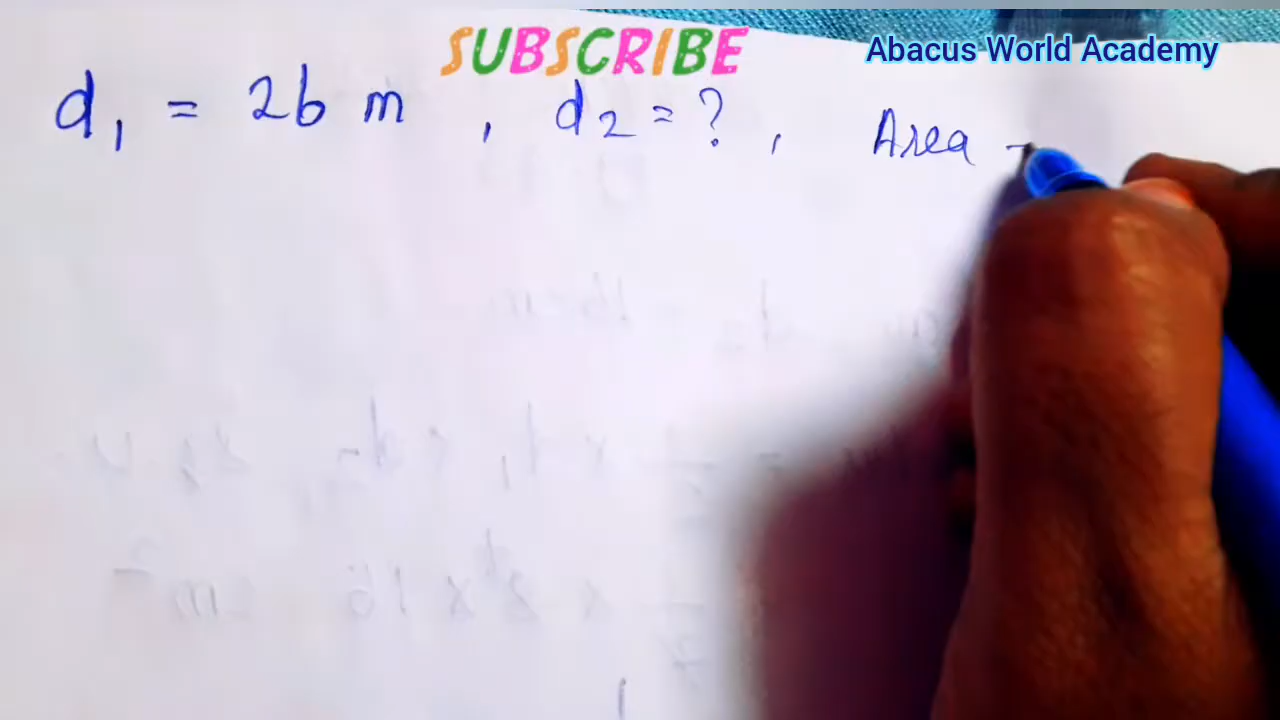 SUBSCRIBE
Abacus World Academy
d₁ = 26 m , d₂ = ? , Area